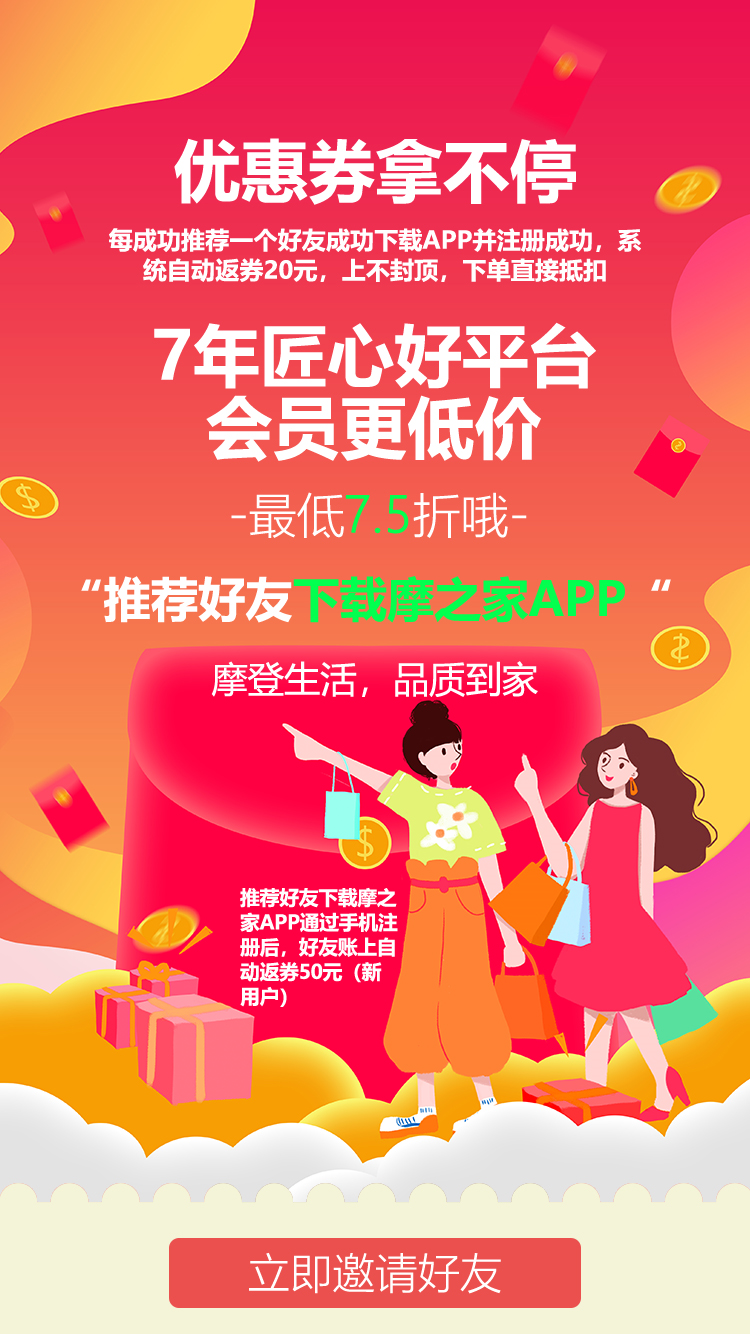 优惠券拿不停
每成功推荐一个好友成功下载APP并注册成功，系
统自动返券20元，上不封顶，下单直接抵扣
7年匠心好平台
会员更低价
-最低7.5折哦-
“推荐好友下载摩之家APP“
摩登生活，品质到家
推荐好友下载摩之
家APP通过手机注
册后，好友账上自
动返券50元（新
用户）
立即邀请好友